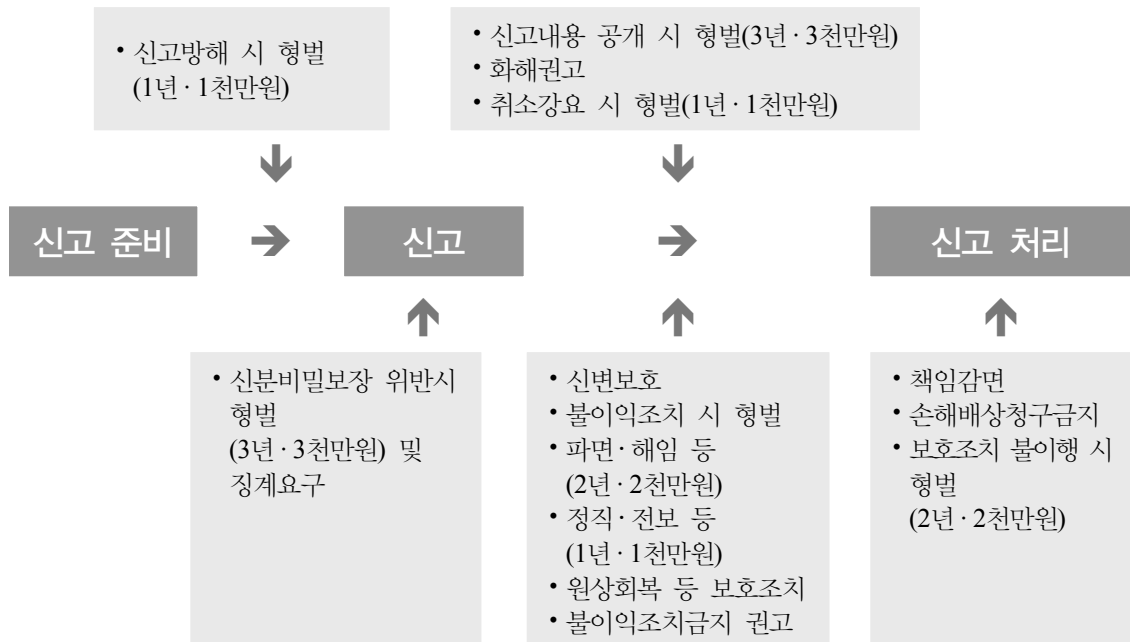 • 신고방해 시 형벌
(1년·1천만원)
• 신고내용 공개 시 형벌(3년·3천만원)
• 화해권고
• 취소강요 시 형벌(1년·1천만원)
신고 준비
신고
신고 처리
• 신분비밀보장 위반시
형벌
(3년·3천만원) 및
징계요구
• 신변보호
• 불이익조치 시 형벌
• 파면·해임 등
(2년·2천만원)
• 정직·전보 등
(1년·1천만원)
• 원상회복 등 보호조치
• 불이익조치금지 권고
• 책임감면
• 손해배상청구금지
• 보호조치 불이행 시
형벌
(2년·2천만원)